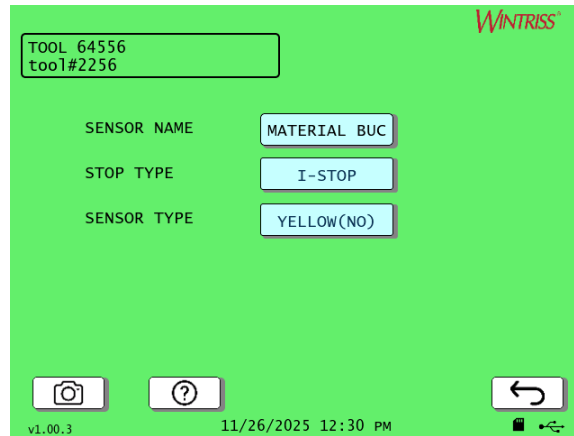 WINTRISS
TOOL 64556
tool#2256
SENSOR NAME MATERIAL BUC
STOP TYPE I-STOP
SENSOR TYPE YELLOW(NO)
?
v1.00.3 11/26/2025 12:30 PM